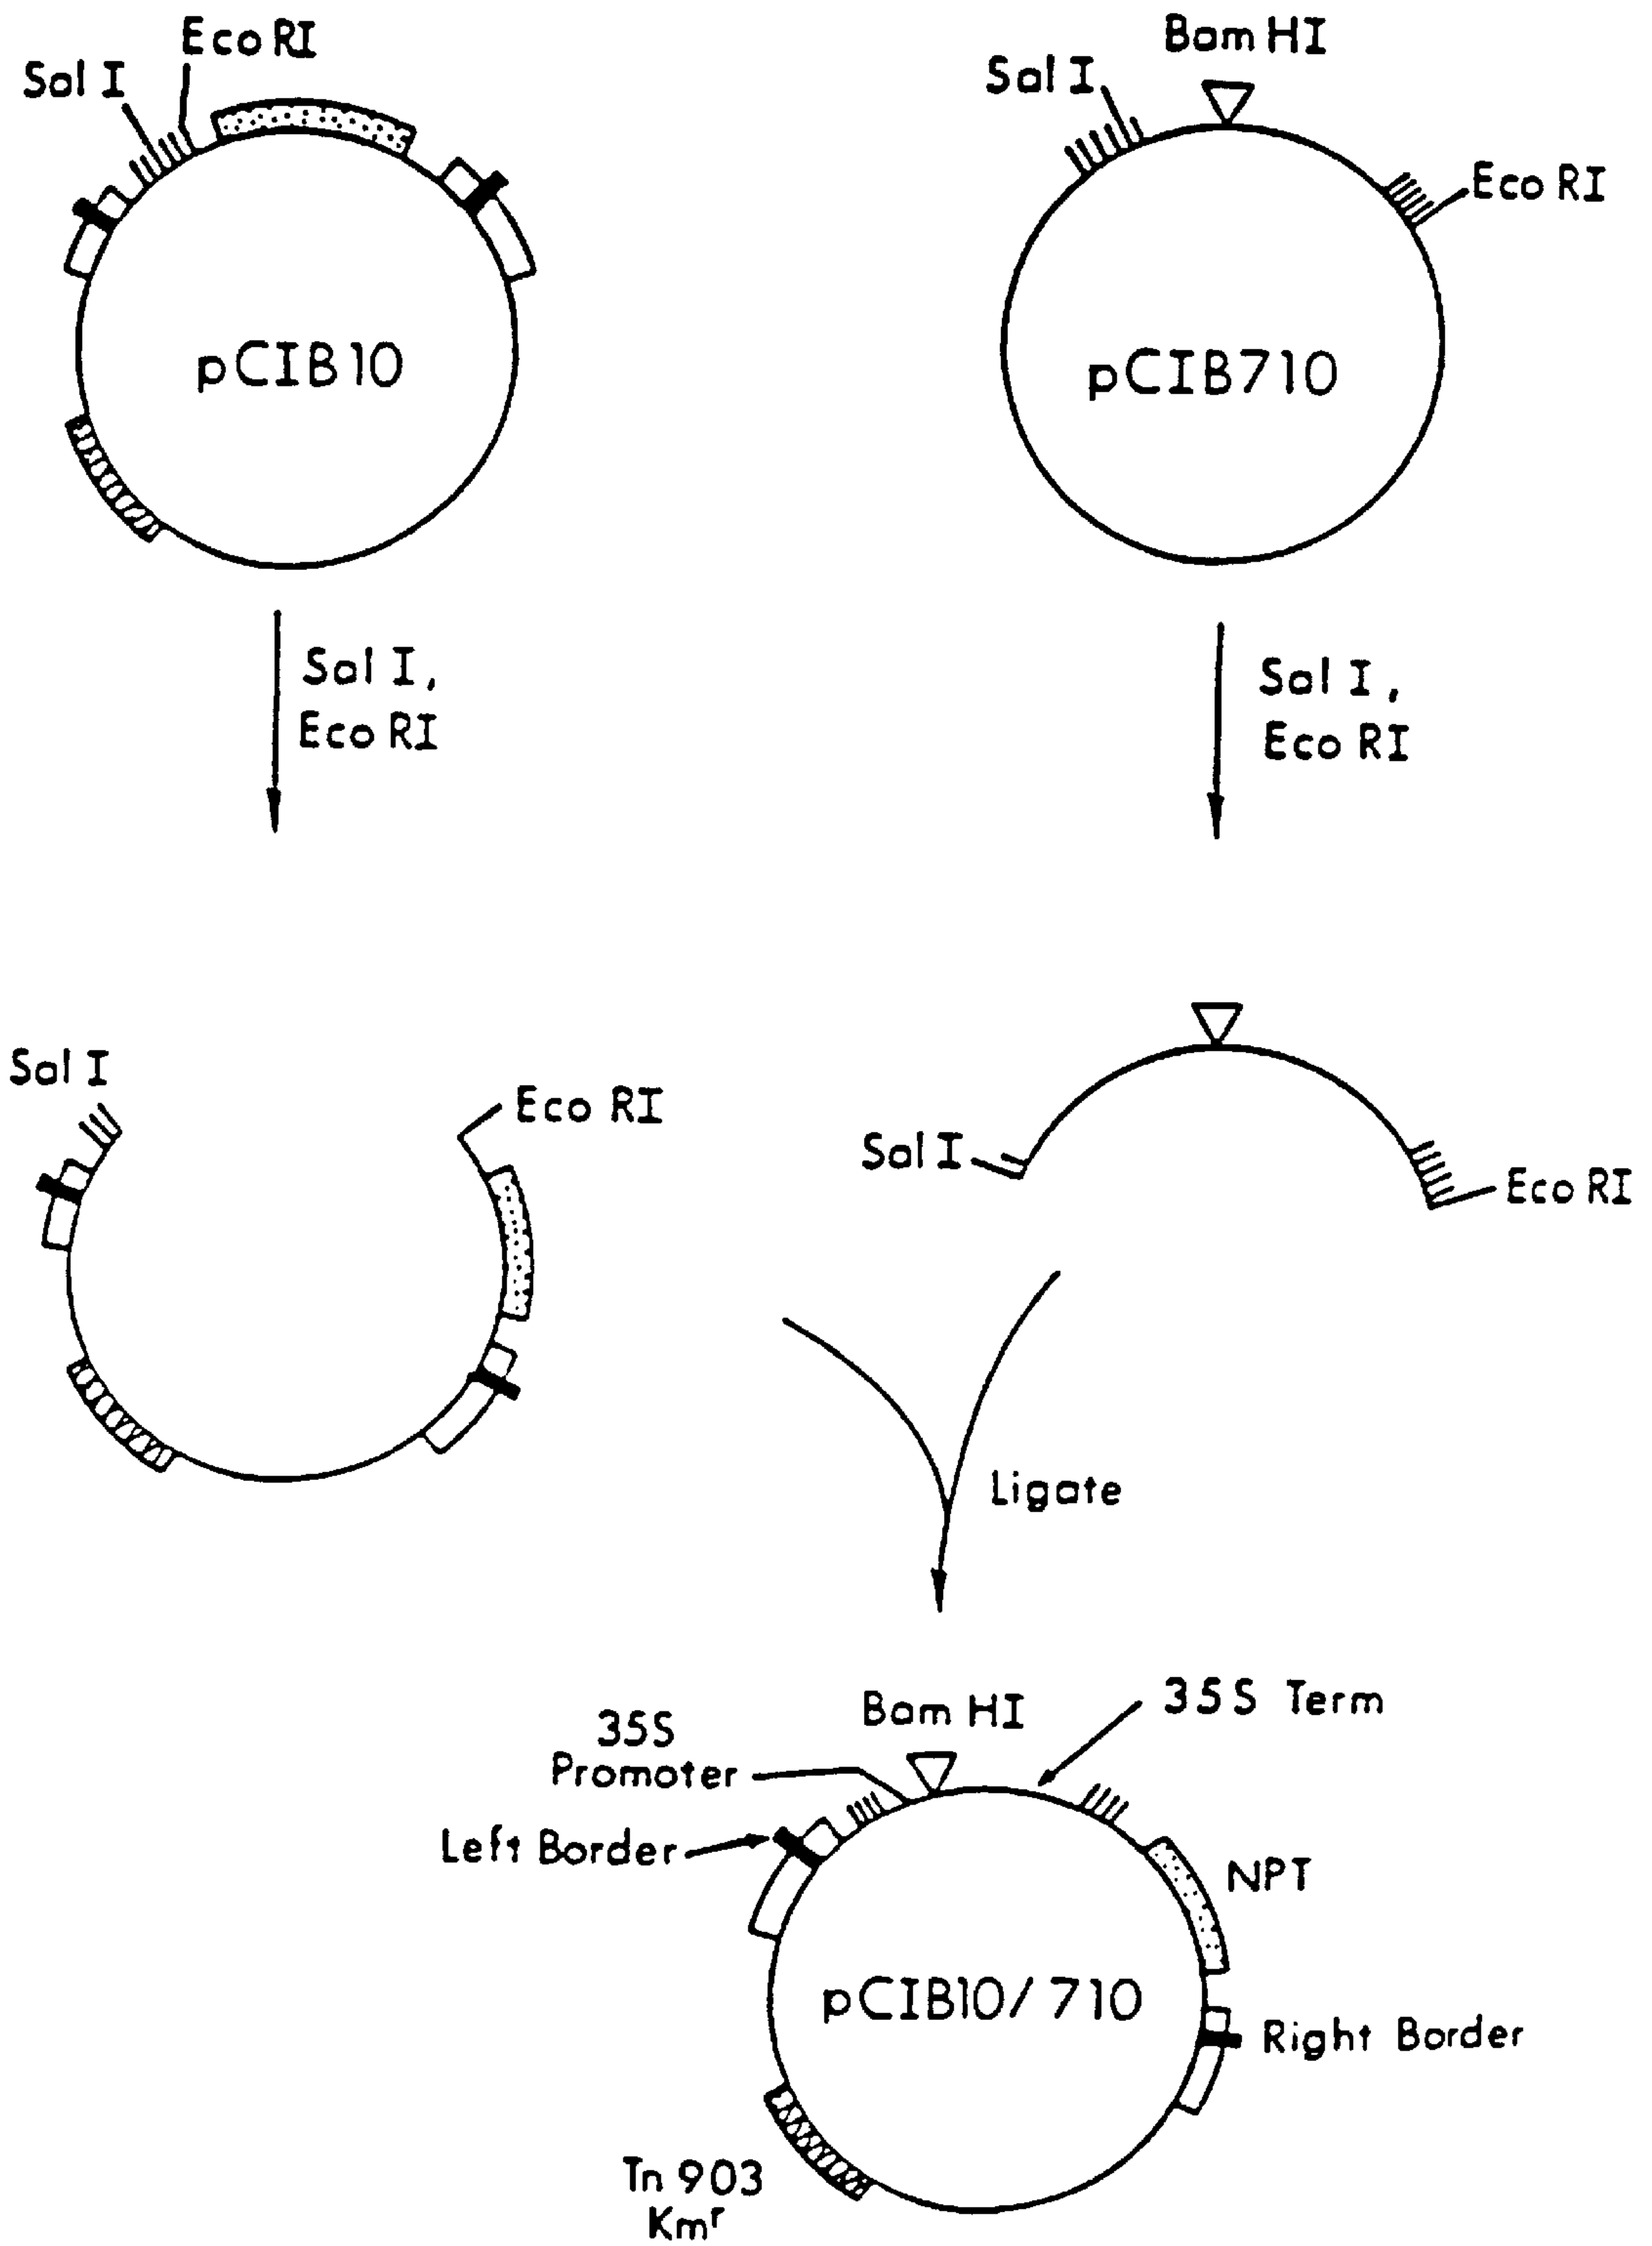 Eco RI
Sal I
Bam HI
Sal I
Eco RI
pCIB10
pCIB710
Sal I,
Eco RI
Sal I,
Eco RI
Sal I
Eco RI
Sal I
Eco RI
Ligate
35S
Promoter
Bam HI
35S Term
Left Border
NPT
pCIB10/710
Right Border
Tn 903
Kmʳ